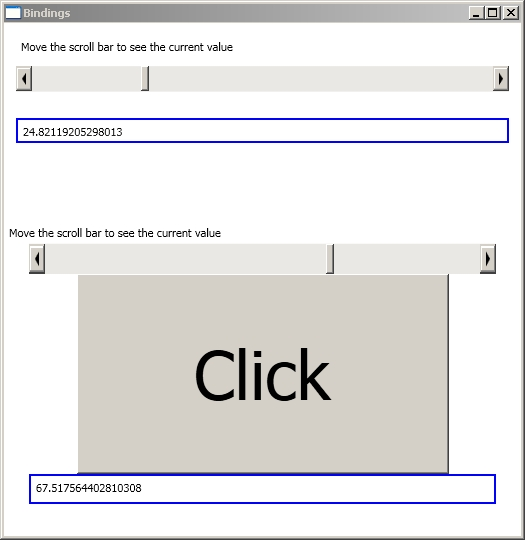 Bindings
Move the scroll bar to see the current value
24.82119205298013
Move the scroll bar to see the current value
Click
67.517564402810308